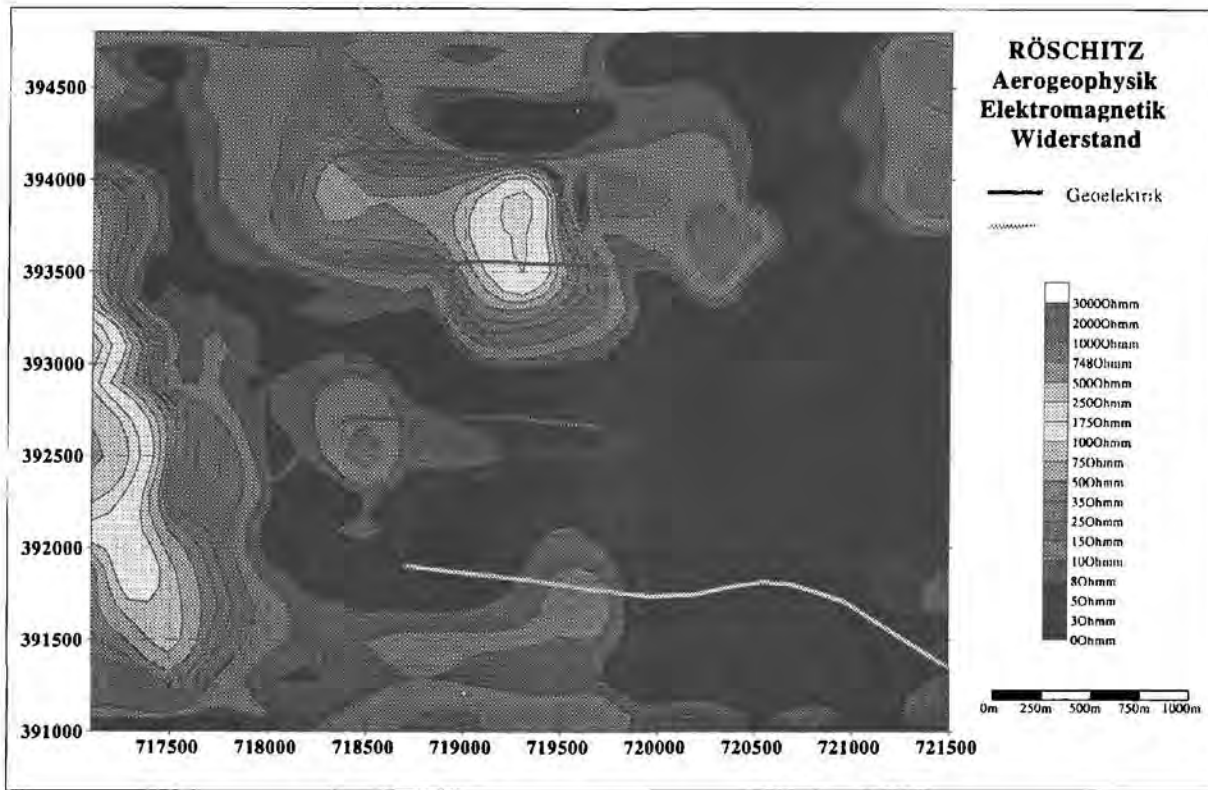 RÖSCHITZ
Aerogeophysik
Elektromagnetik
Widerstand
Geoelektrik
394500
394000
393500
393000
392500
392000
391500
391000
717500
718000
718500
719000
719500
720000
720500
721000
721500
3000Ohmm
2000Ohmm
1000Ohmm
748Ohmm
500Ohmm
250Ohmm
175Ohmm
100Ohmm
75Ohmm
50Ohmm
35Ohmm
25Ohmm
15Ohmm
10Ohmm
8Ohmm
5Ohmm
3Ohmm
0Ohmm
0m
250m
500m
750m
1000m